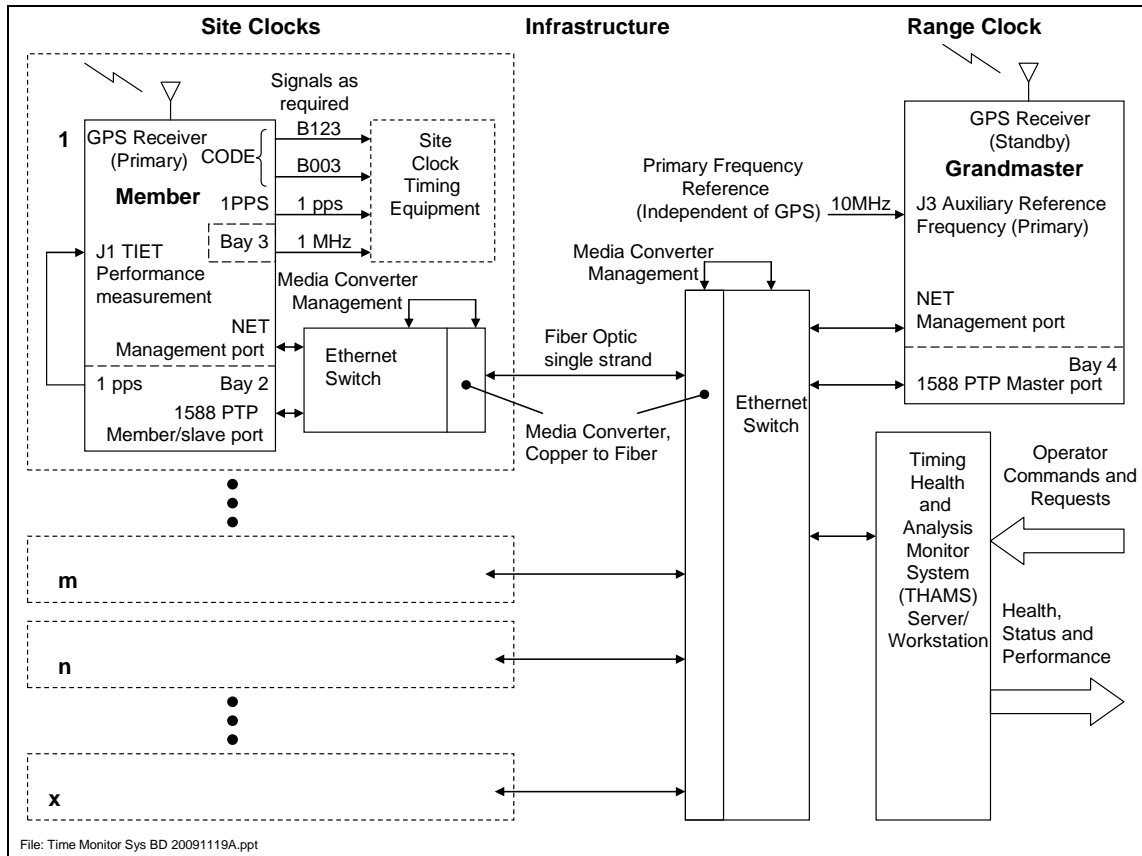 Site Clocks
Infrastructure
Range Clock
1
GPS Receiver
(Primary)
Member
CODE
Signals as
required
B123
B003
1PPS
1 pps
Bay 3
1 MHz
Site
Clock
Timing
Equipment
J1 TIET
Performance
measurement
NET
Management port
1 pps
Bay 2
1588 PTP
Member/slave port
Media Converter
Management
Ethernet
Switch
Fiber Optic
single strand
Media Converter,
Copper to Fiber
Primary Frequency
Reference
(Independent of GPS)
10MHz
Media Converter
Management
Ethernet
Switch
GPS Receiver
(Standby)
Grandmaster
J3 Auxiliary Reference
Frequency (Primary)
NET
Management port
Bay 4
1588 PTP Master port
Timing
Health
and
Analysis
Monitor
System
(THAMS)
Server/
Workstation
Operator
Commands and
Requests
Health,
Status and
Performance
m
n
x
File: Time Monitor Sys BD 20091119A.ppt